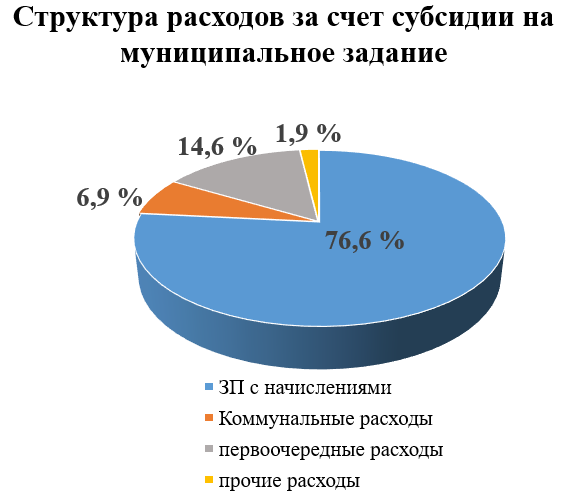 Структура расходов за счет субсидии на
муниципальное задание
1,9 %
14,6 %
6,9 %
76,6 %
ЗП с начислениями
Коммунальные расходы
первоочередные расходы
прочие расходы